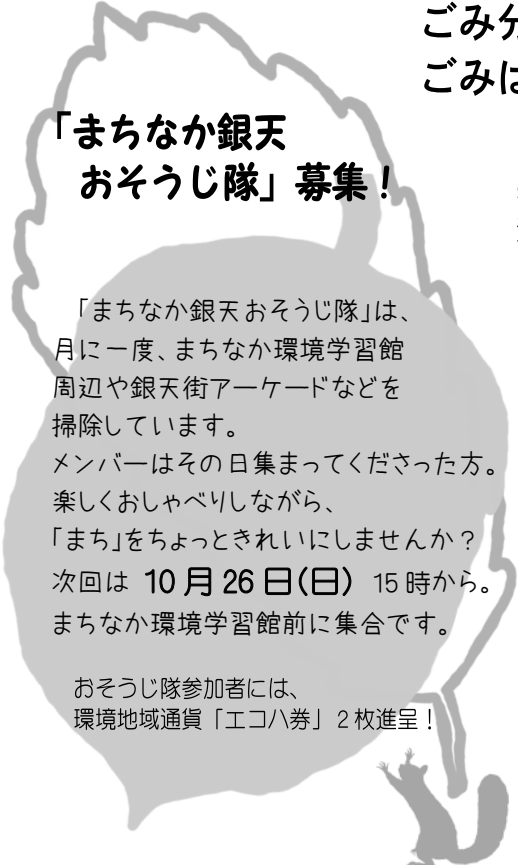 ごみ分
ごみは
「まちなか銀天
おそうじ隊」募集！
「まちなか銀天おそうじ隊」は、
月に一度、まちなか環境学習館
周辺や銀天街アーケードなどを
掃除しています。
メンバーはその日集まってくださった方。
楽しくおしゃべりしながら、
「まち」をちょっときれいにしませんか？
次回は 10月26日(日) 15時から。
まちなか環境学習館前に集合です。
おそうじ隊参加者には、
環境地域通貨「エコハ券」２枚進呈！